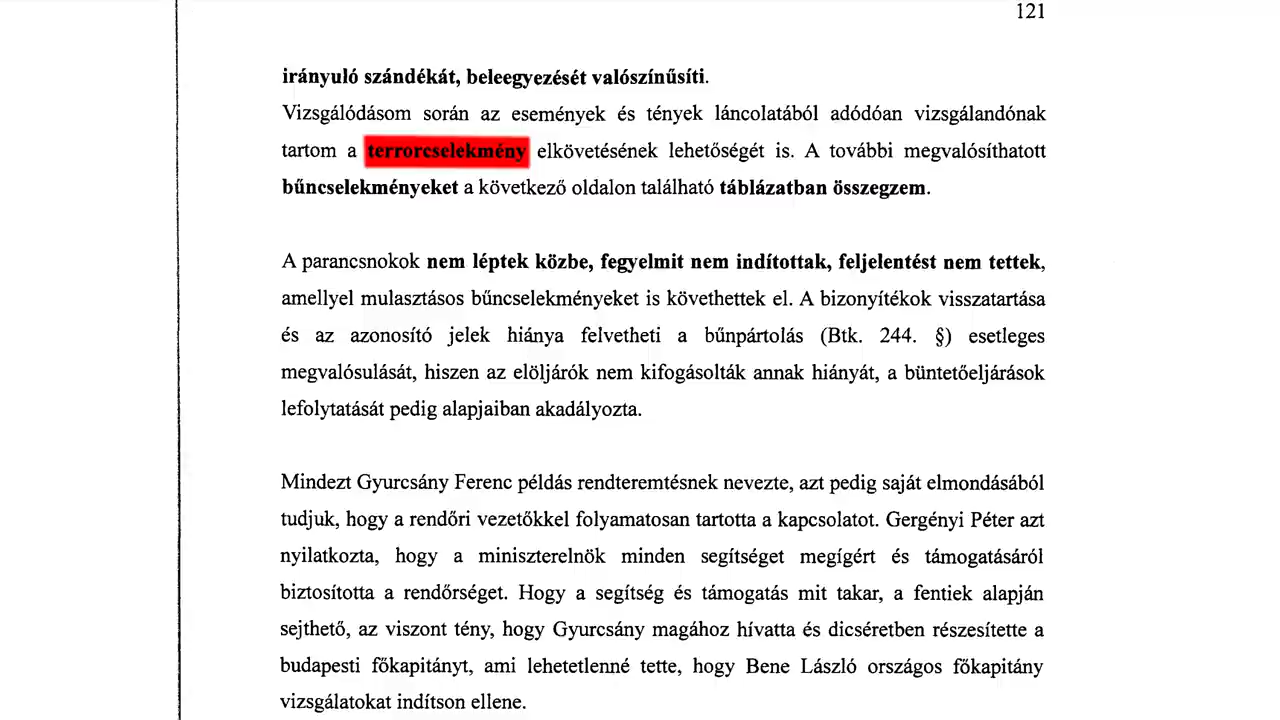 121
irányuló szándékát, beleegyezését valószínűsíti.
Vizsgálódásom során az események és tények láncolatából adódóan vizsgálandónak
tartom a terrorcselekmény elkövetésének lehetőségét is. A további megvalósíthatott
bűncselekményeket a következő oldalon található táblázatban összegzem.
A parancsnokok nem léptek közbe, fegyelmit nem indítottak, feljelentést nem tettek,
amellyel mulasztásos bűncselekményeket is követhettek el. A bizonyítékok visszatartása
és az azonosító jelek hiánya felvetheti a bűnpártolás (Btk. 244. §) esetleges
megvalósulását, hiszen az elöljárók nem kifogásolták annak hiányát, a büntetőeljárások
lefolytatását pedig alapjaiban akadályozta.
Mindezt Gyurcsány Ferenc példás rendteremtésnek nevezte, azt pedig saját elmondásából
tudjuk, hogy a rendőri vezetőkkel folyamatosan tartotta a kapcsolatot. Gergényi Péter azt
nyilatkozta, hogy a miniszterelnök minden segítséget megígért és támogatásáról
biztosította a rendőrséget. Hogy a segítség és támogatás mit takar, a fentiek alapján
sejthető, az viszont tény, hogy Gyurcsány magához hívatta és dicséretben részesítette a
budapesti főkapitányt, ami lehetetlenné tette, hogy Bene László országos főkapitány
vizsgálatokat indítson ellene.